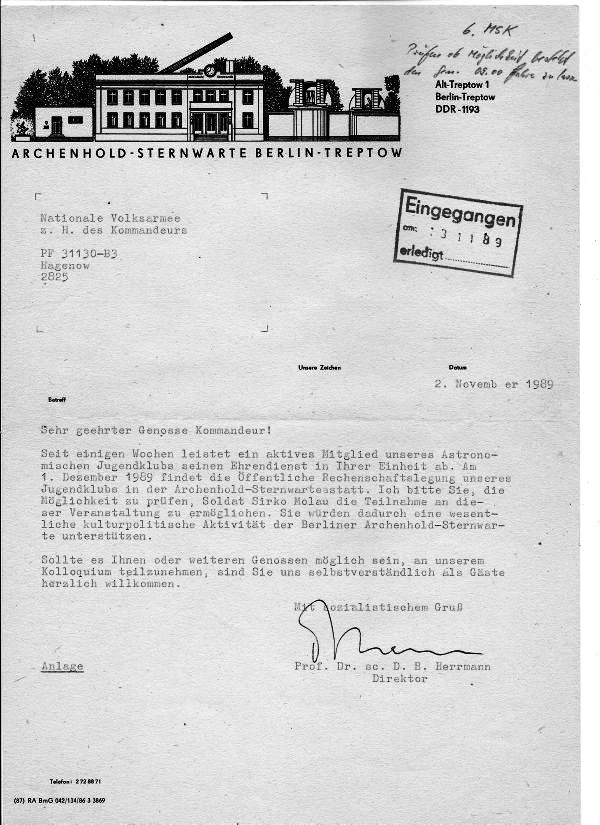 6. MSK
Prüfen ob Möglichkeit besteht
Alt-Treptow 1
Berlin-Treptow
DDR-1193
ARCHENHOLD-STERNWARTE BERLIN-TREPTOW
Eingegangen
am: 13 11 89
erledigt
Nationale Volksarmee
z. H. des Kommandeurs
PF 31130-B3
Hagenow
2825
Unsere Zeichen
Datum
2. Novemb er 1989
Betreff
Sehr geehrter Genosse Kommandeur!
Seit einigen Wochen leistet ein aktives Mitglied unseres Astrono-
mischen Jugendklubs seinen Ehrendienst in Ihrer Einheit ab. Am
1. Dezember 1989 findet die Öffentliche Rechenschaftslegung unseres
Jugendklubs in der Archenhold-Sternwartesstatt. Ich bitte Sie, die
Möglichkeit zu prüfen, Soldat Sirko Molau die Teilnahme an die-
ser Veranstaltung zu ermöglichen. Sie würden dadurch eine wesent-
liche kulturpolitische Aktivität der Berliner Archenhold-Sternwar-
te unterstützen.
Sollte es Ihnen oder weiteren Genossen möglich sein, an unserem
Kolloquium teilzunehmen, sind Sie uns selbstverständlich als Gäste
herzlich willkommen.
Mit sozialistischem Gruß
Anlage
Prof. Dr. sc. D. B. Herrmann
Direktor
Telefon: 2728871
(87) RA BmG 042/134/86 3 3869